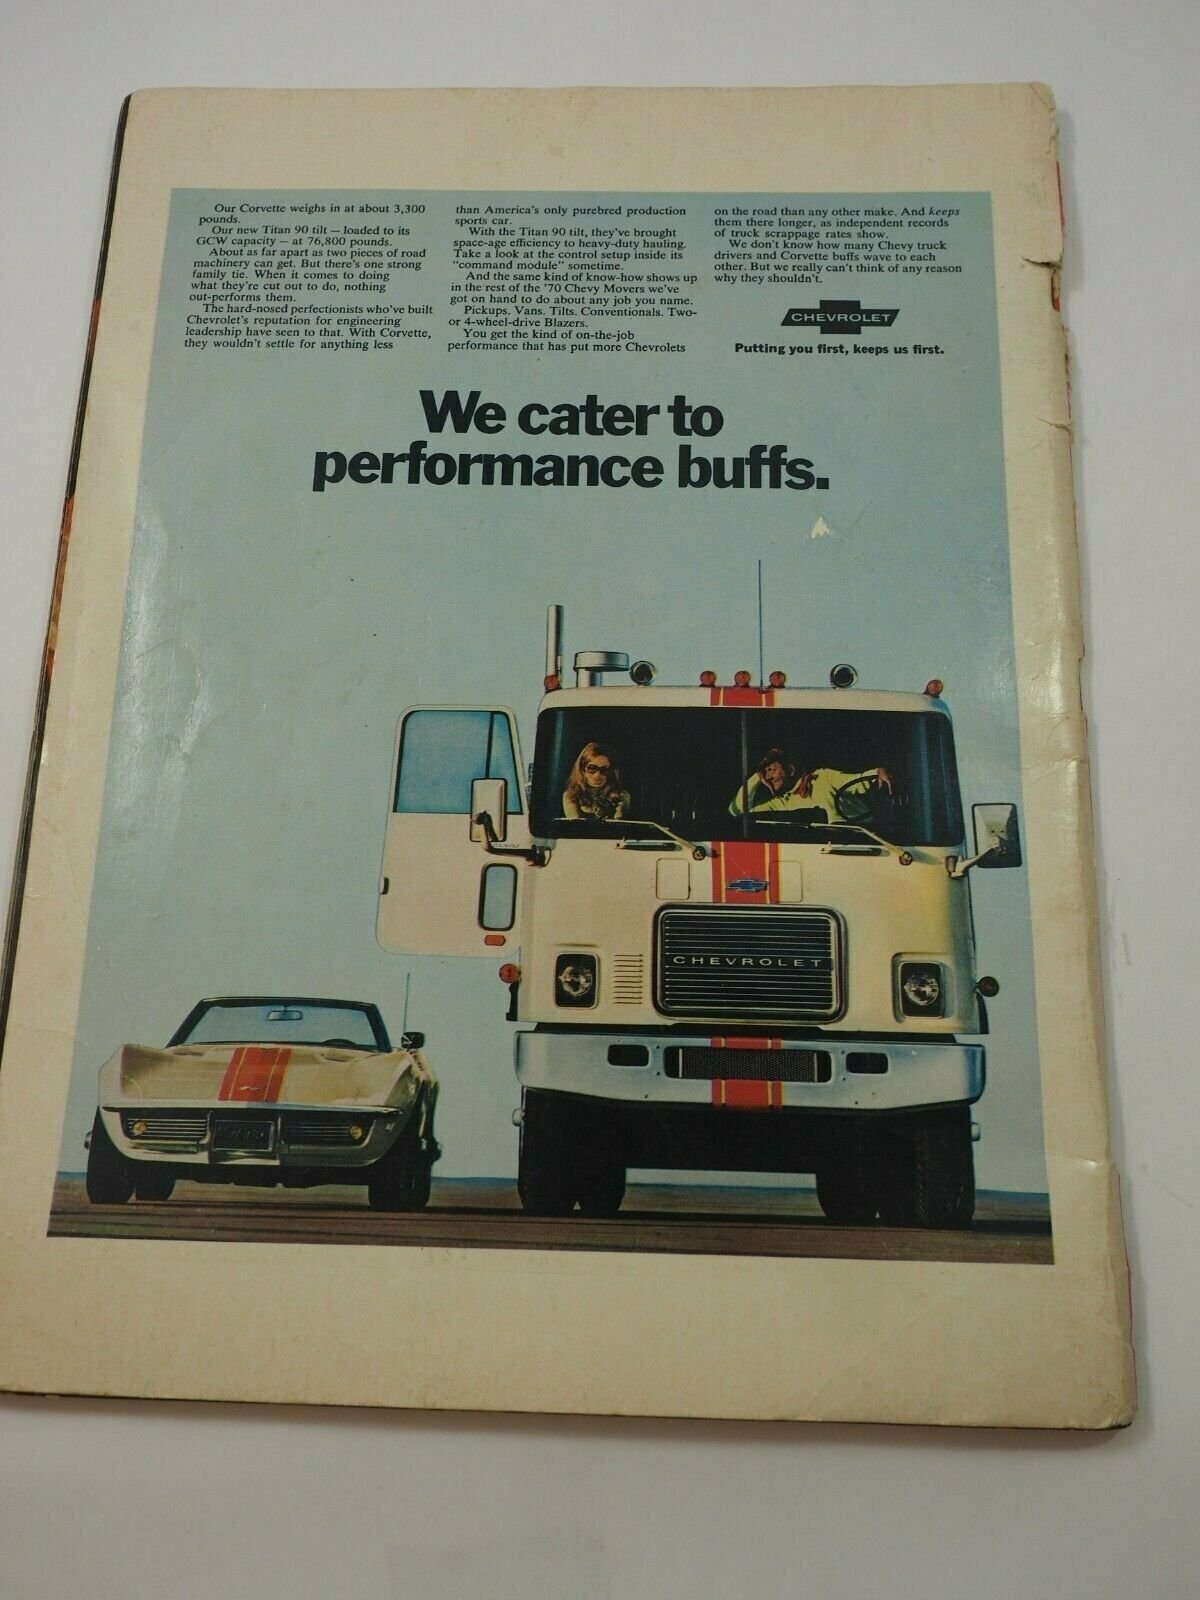 Our Corvette weighs in at about 3,300
pounds.
Our new Titan 90 tilt — loaded to its
GCW capacity — at 76,800 pounds.
About as far apart as two pieces of road
machinery can get. But there's one strong
family tie. When it comes to doing
what they're cut out to do, nothing
out-performs them.
The hard-nosed perfectionists who've built
Chevrolet's reputation for engineering
leadership have seen to that. With Corvette,
they wouldn't settle for anything less
than America's only purebred production
sports car.
With the Titan 90 tilt, they've brought
space-age efficiency to heavy-duty hauling.
Take a look at the control setup inside its
"command module" sometime.
And the same kind of know-how shows up
in the rest of the '70 Chevy Movers we've
got on hand to do about any job you name.
Pickups. Vans. Tilts. Conventionals. Two-
or 4-wheel-drive Blazers.
You get the kind of on-the-job
performance that has put more Chevrolets
on the road than any other make. And keeps
them there longer, as independent records
of truck scrappage rates show.
We don't know how many Chevy truck
drivers and Corvette buffs wave to each
other. But we really can't think of any reason
why they shouldn't.
CHEVROLET
Putting you first, keeps us first.
We cater to
performance buffs.
CHEVROLET